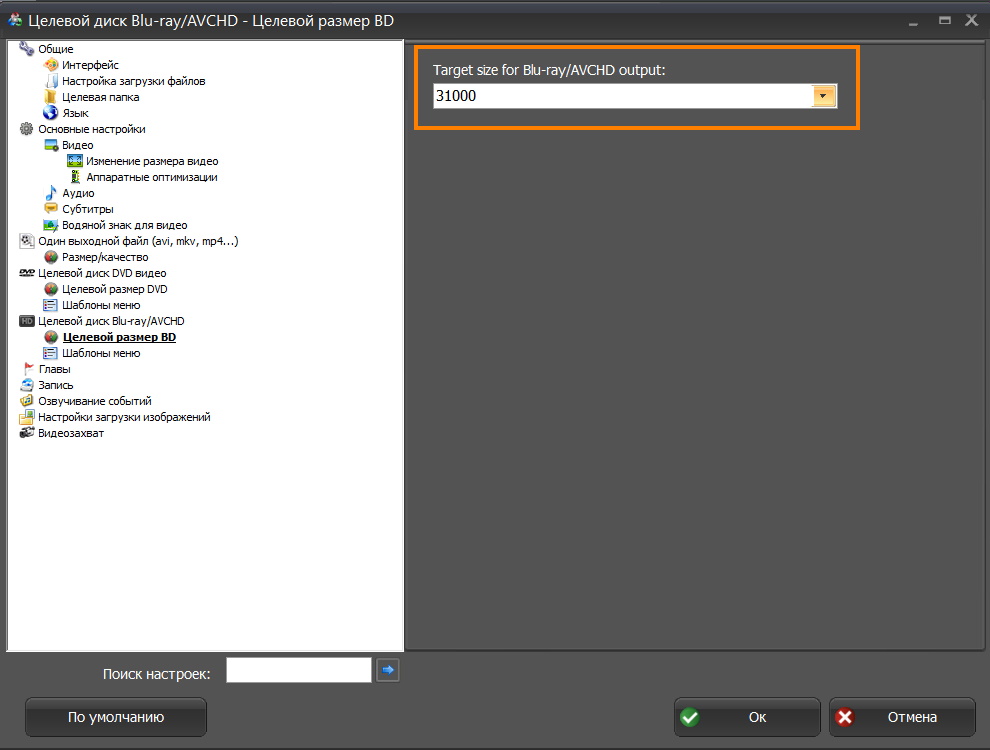 Целевой диск Blu-ray/AVCHD - Целевой размер BD
Общие
Интерфейс
Настройка загрузки файлов
Целевая папка
Язык
Основные настройки
Видео
Изменение размера видео
Аппаратные оптимизации
Аудио
Субтитры
Водяной знак для видео
Один выходной файл (avi, mkv, mp4...)
Размер/качество
DVD Целевой диск DVD видео
Целевой размер DVD
Шаблоны меню
HD Целевой диск Blu-ray/AVCHD
Целевой размер BD
Шаблоны меню
Главы
Запись
Озвучивание событий
Настройки загрузки изображений
Видеозахват
Target size for Blu-ray/AVCHD output:
31000
Поиск настроек:
По умолчанию
Ок
Отмена